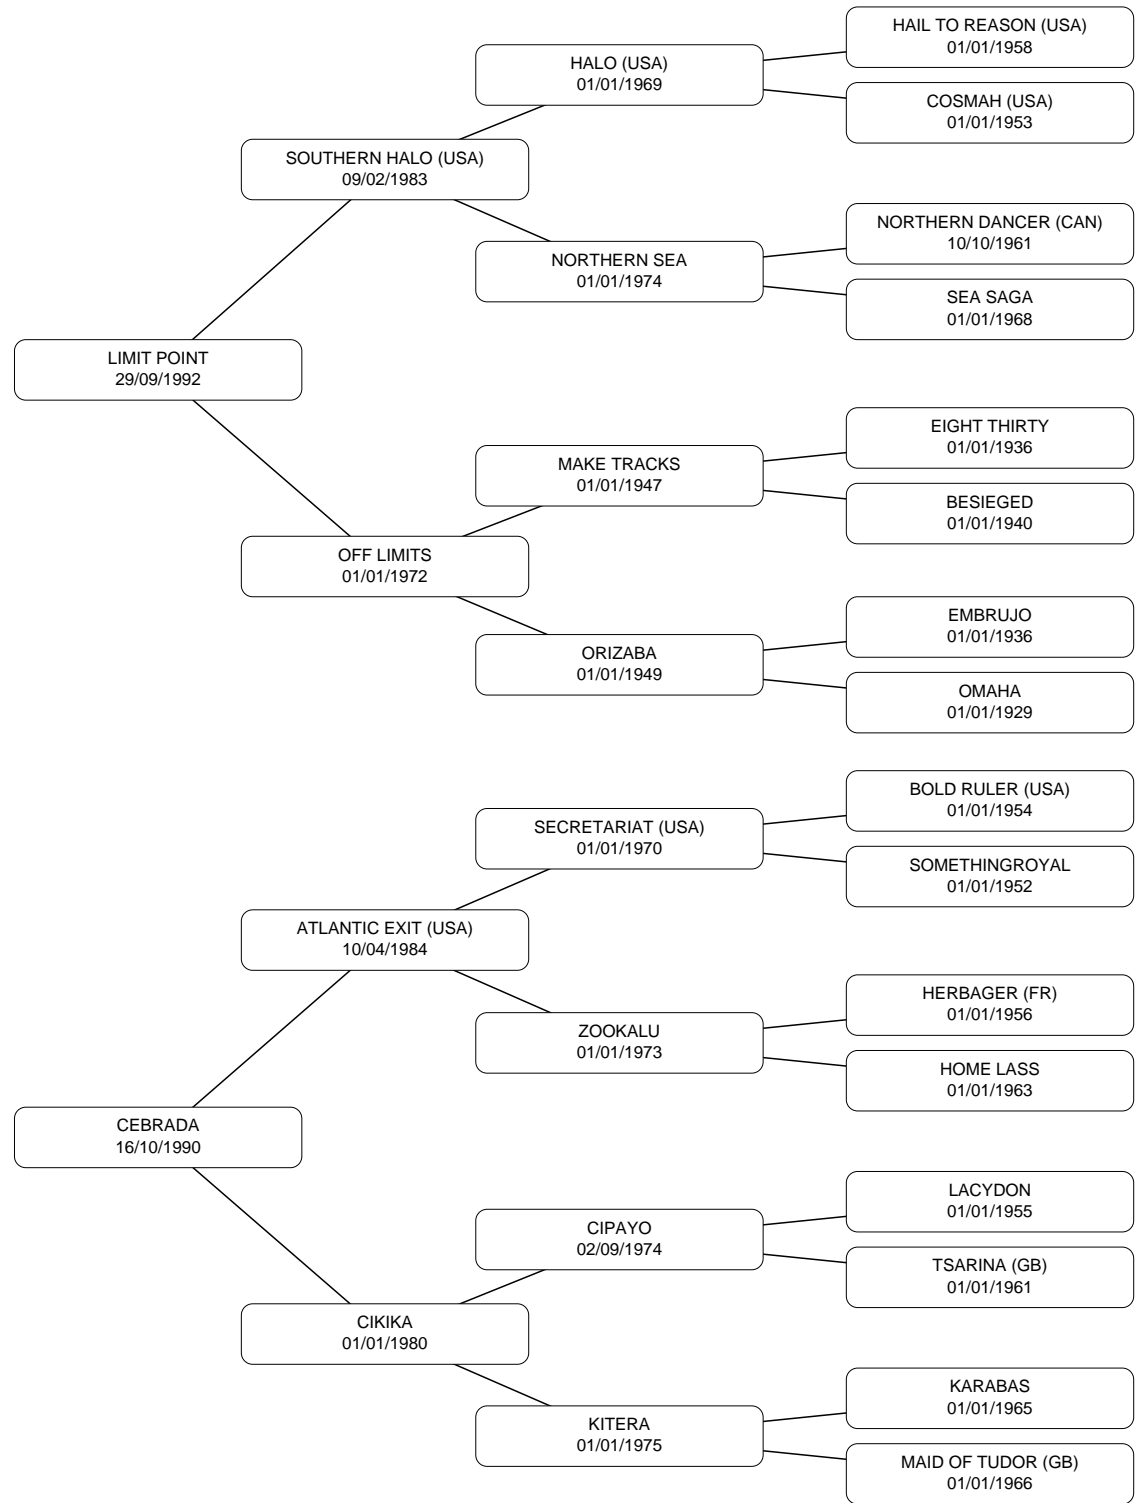 HAIL TO REASON (USA)
01/01/1958
HALO (USA)
01/01/1969
COSMAH (USA)
01/01/1953
SOUTHERN HALO (USA)
09/02/1983
NORTHERN DANCER (CAN)
10/10/1961
NORTHERN SEA
01/01/1974
SEA SAGA
01/01/1968
LIMIT POINT
29/09/1992
EIGHT THIRTY
01/01/1936
MAKE TRACKS
01/01/1947
BESIEGED
01/01/1940
OFF LIMITS
01/01/1972
EMBRUJO
01/01/1936
ORIZABA
01/01/1949
OMAHA
01/01/1929
BOLD RULER (USA)
01/01/1954
SECRETARIAT (USA)
01/01/1970
SOMETHINGROYAL
01/01/1952
ATLANTIC EXIT (USA)
10/04/1984
HERBAGER (FR)
01/01/1956
ZOOKALU
01/01/1973
HOME LASS
01/01/1963
CEBRADA
16/10/1990
LACYDON
01/01/1955
CIPAYO
02/09/1974
TSARINA (GB)
01/01/1961
CIKIKA
01/01/1980
KARABAS
01/01/1965
KITERA
01/01/1975
MAID OF TUDOR (GB)
01/01/1966